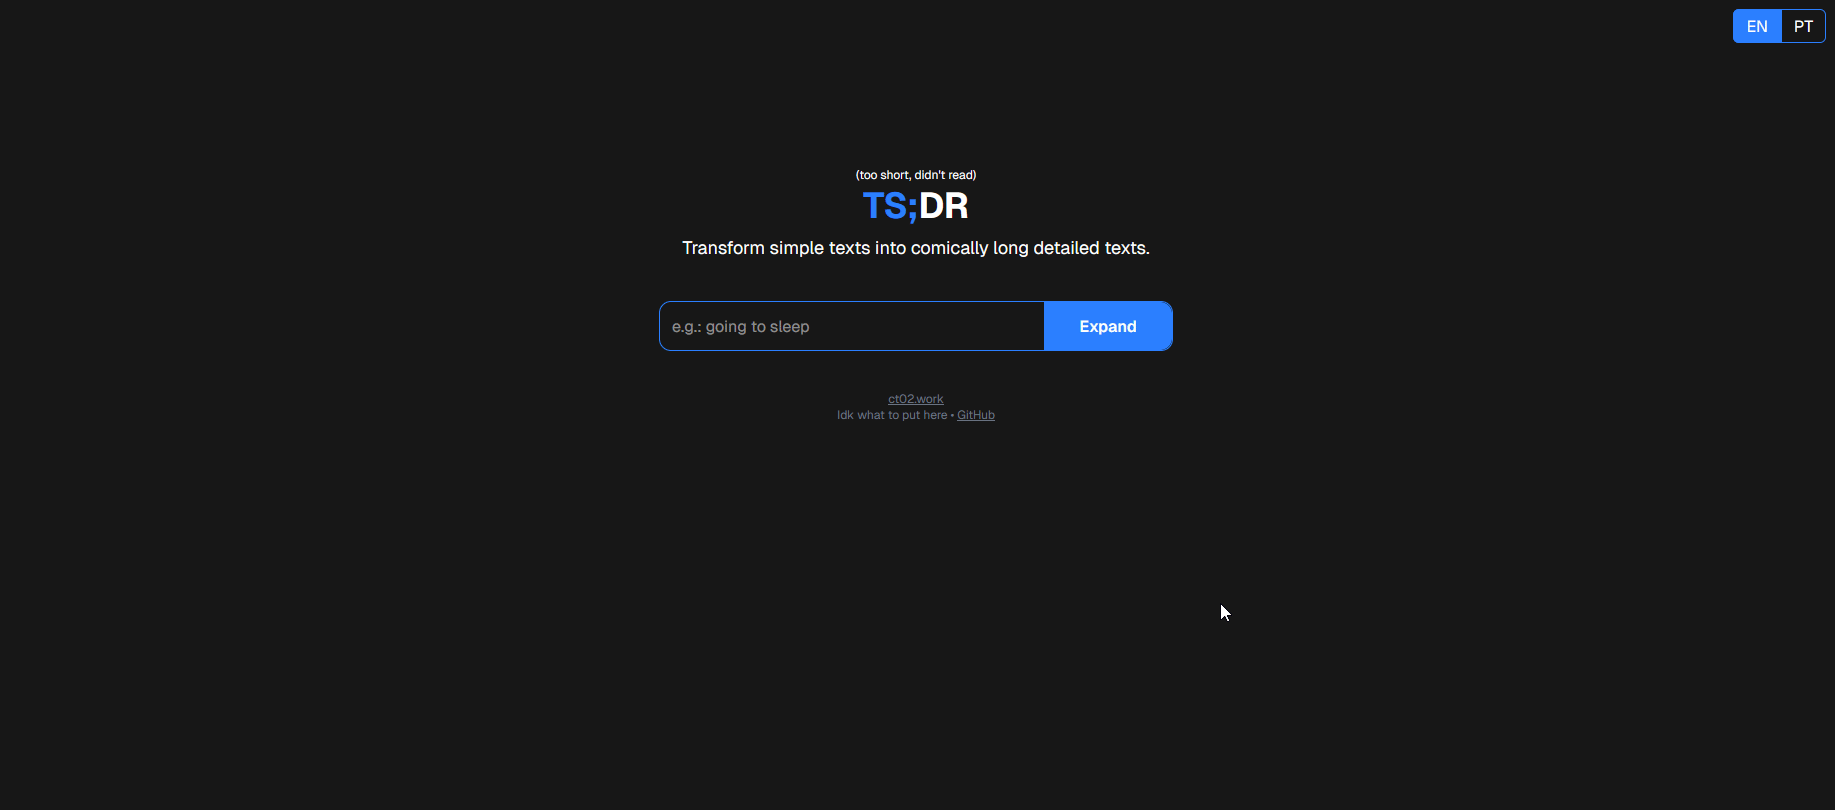 EN PT
(too short, didn't read)
TS;DR
Transform simple texts into comically long detailed texts.
e.g.: going to sleep
Expand
ct02.work
Idk what to put here • GitHub